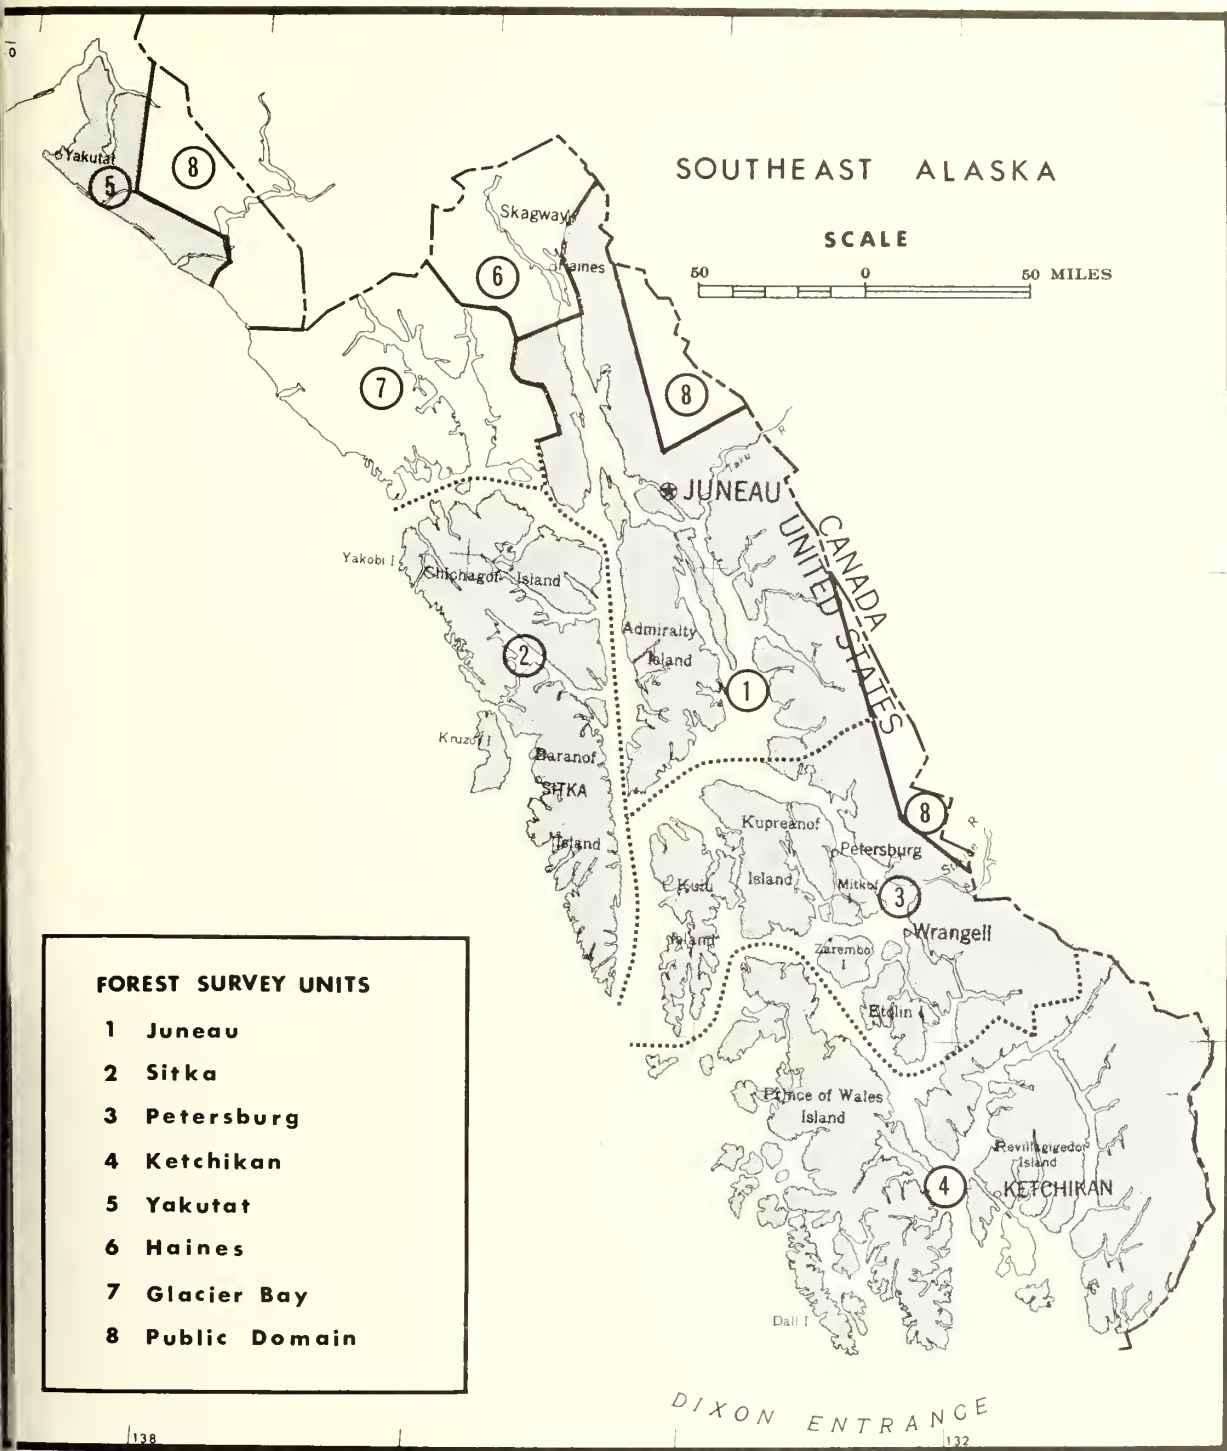 0
Yakutat
5
8
SOUTHEAST ALASKA
SCALE
50 0 50 MILES
Skagway
Haines
6
7
8
Taku R
JUNEAU
CANADA
UNITED STATES
Yakobi I
Chichagof Island
Admiralty
Island
2
1
Kruzof I
Baranof
SITKA
Island
8
Kupreanof
Island
Petersburg
R
Kuiu
Island
Mitkof
I
3
Wrangell
Zarembo
I
Etolin I
Prince of Wales
Island
Revillagigedo
Island
4
KETCHIKAN
Dall I
DIXON ENTRANCE
FOREST SURVEY UNITS
1 Juneau
2 Sitka
3 Petersburg
4 Ketchikan
5 Yakutat
6 Haines
7 Glacier Bay
8 Public Domain
138
132